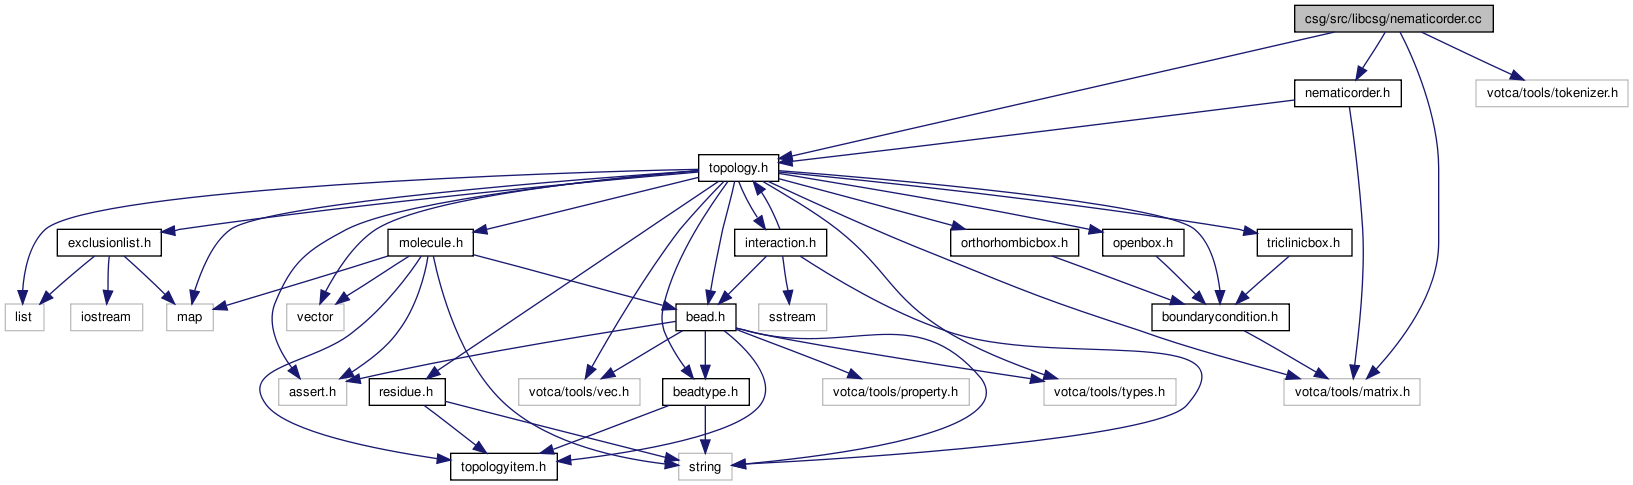 csg/src/libcsg/nematicorder.cc
nematicorder.h
votca/tools/tokenizer.h
topology.h
exclusionlist.h
molecule.h
interaction.h
orthorhombicbox.h
openbox.h
triclinicbox.h
list
iostream
map
vector
bead.h
sstream
boundarycondition.h
assert.h
residue.h
votca/tools/vec.h
beadtype.h
votca/tools/property.h
votca/tools/types.h
votca/tools/matrix.h
topologyitem.h
string